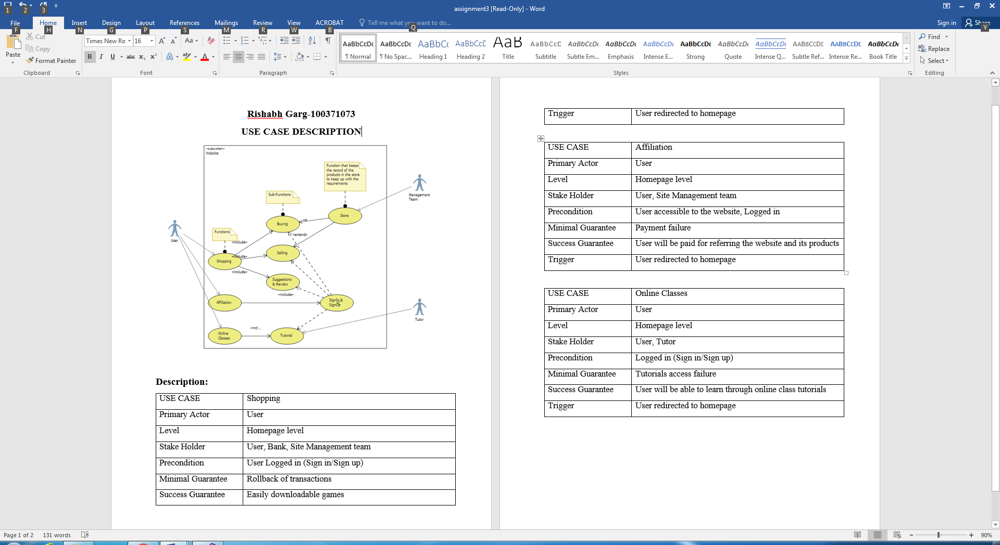 assignment3 [Read-Only] - Word
1 2 3
File Home Insert Design Layout References Mailings Review View ACROBAT Tell me what you want to do... Sign in Share
F H N G P S M R W B Q Y
Cut
Copy
Format Painter
Paste
Clipboard
Times New Ro 16
Font
Paragraph
AaBbCcDc AaBbCcDc AaBbCc AaBbCcD AaB AaBbCcD AaBbCcDc AaBbCcDc AaBbCcDc AaBbCcDc AaBbCcDc AaBbCcDc AaBbCcDc AaBbCcDc AaBbCcDc
¶ Normal ¶ No Spac... Heading 1 Heading 2 Title Subtitle Subtle Em... Emphasis Intense E... Strong Quote Intense Q... Subtle Ref... Intense Re... Book Title
Styles
Find
Replace
Select
Editing
Rishabh Garg-100371073
USE CASE DESCRIPTION
«subsystem»
Website
Function that keeps
the record of the
products in the store
to keep up with the
requirements
Management
Team
Sub-Functions
Store
Buying
«e
User
Functions
«include»
«extend»
Selling
«include»
Shopping
«include»
Suggestions
& Review
«include»
Affiliation
SignIn &
SignUp
Tutor
«incl...
Online
Classes
Tutorial
Description:
USE CASE Shopping
Primary Actor User
Level Homepage level
Stake Holder User, Bank, Site Management team
Precondition User Logged in (Sign in/Sign up)
Minimal Guarantee Rollback of transactions
Success Guarantee Easily downloadable games
Trigger User redirected to homepage
USE CASE Affiliation
Primary Actor User
Level Homepage level
Stake Holder User, Site Management team
Precondition User accessible to the website, Logged in
Minimal Guarantee Payment failure
Success Guarantee User will be paid for referring the website and its products
Trigger User redirected to homepage
USE CASE Online Classes
Primary Actor User
Level Homepage level
Stake Holder User, Tutor
Precondition Logged in (Sign in/Sign up)
Minimal Guarantee Tutorials access failure
Success Guarantee User will be able to learn through online class tutorials
Trigger User redirected to homepage
Page 1 of 2 131 words 90%